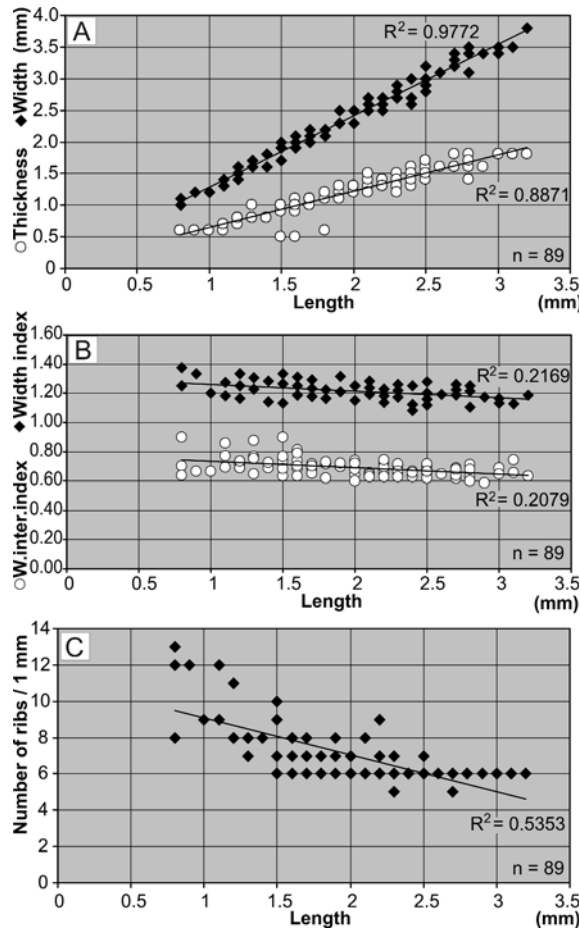 A
○Thickness ◆Width (mm)
4.0
3.5
3.0
2.5
2.0
1.5
1.0
0.5
0
R² = 0.9772
R² = 0.8871
n = 89
0 0.5 1 1.5 2 2.5 3 3.5
Length (mm)
B
○W.inter.index ◆Width index
1.60
1.40
1.20
1.00
0.80
0.60
0.40
0.20
0.00
R² = 0.2169
R² = 0.2079
n = 89
0 0.5 1 1.5 2 2.5 3 3.5
Length (mm)
C
Number of ribs / 1 mm
14
12
10
8
6
4
2
0
R² = 0.5353
n = 89
0 0.5 1 1.5 2 2.5 3 3.5
Length (mm)